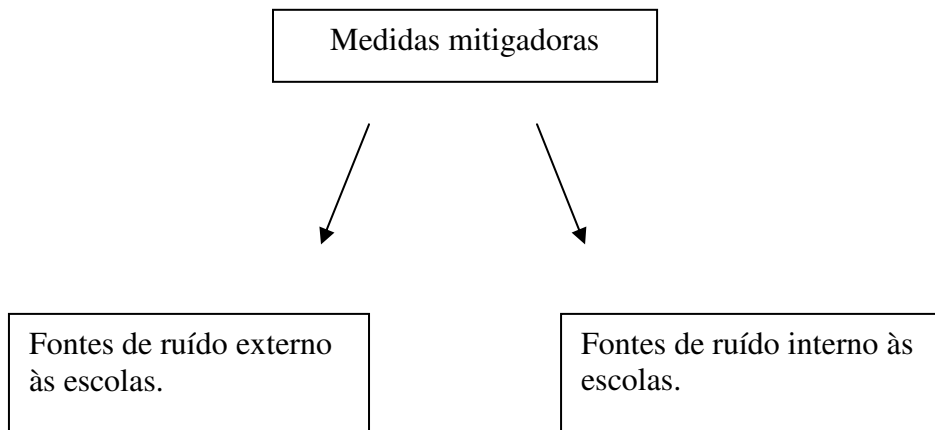 Medidas mitigadoras
Fontes de ruído externo
às escolas.
Fontes de ruído interno às
escolas.